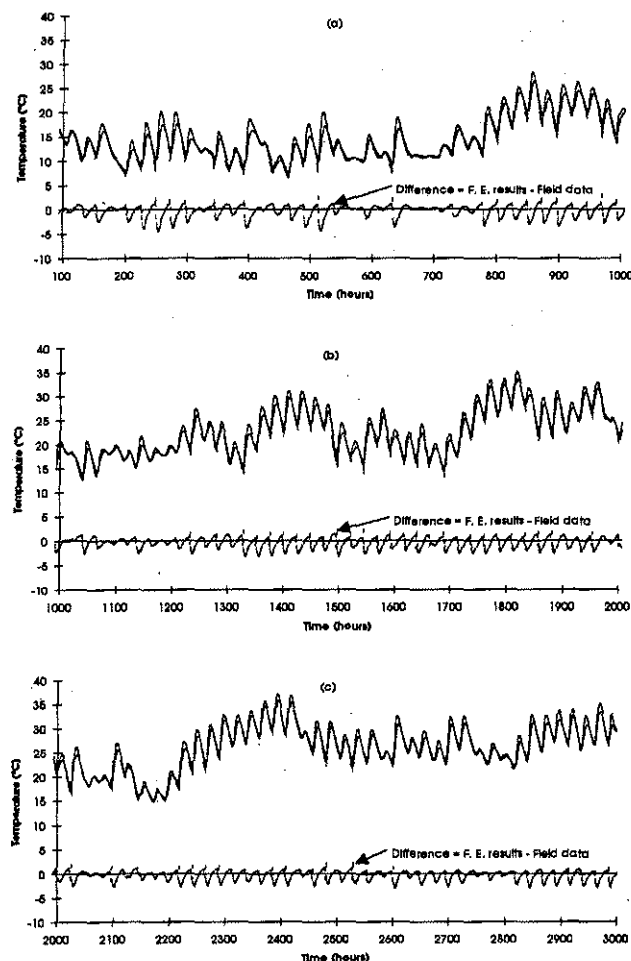 (a)
Temperature (°C)
40
35
30
25
20
15
10
5
0
-5
-10
Difference = F. E. results - Field data
100 200 300 400 500 600 700 800 900 1000
Time (hours)
(b)
Temperature (°C)
40
35
30
25
20
15
10
5
0
-5
-10
Difference = F. E. results - Field data
1000 1100 1200 1300 1400 1500 1600 1700 1800 1900 2000
Time (hours)
(c)
Temperature (°C)
40
35
30
25
20
15
10
5
0
-5
-10
Difference = F. E. results - Field data
2000 2100 2200 2300 2400 2500 2600 2700 2800 2900 3000
Time (hours)